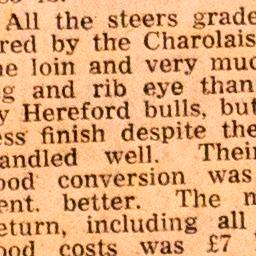 All the steers grade
red by the Charolais
e loin and very muc
g and rib eye than
y Hereford bulls, but
ess finish despite the
andled well. Their
ood conversion was
ent. better. The n
eturn, including all
ood costs was £7